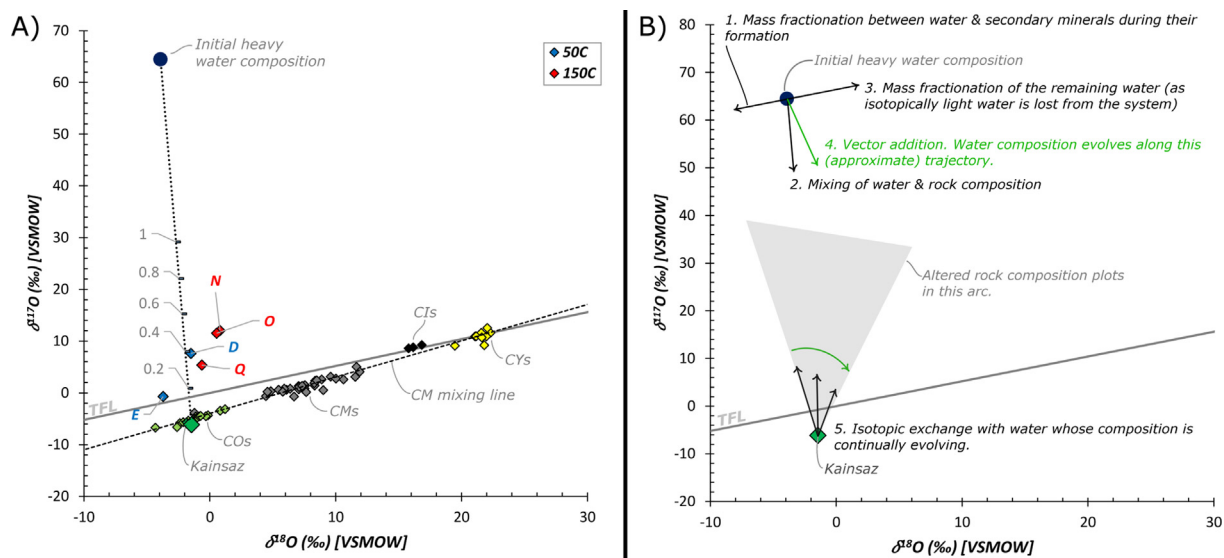 A)
70
60
50
40
30
20
10
0
-10
-20
δ¹⁷O (‰) [VSMOW]
Initial heavy
water composition
50C
150C
1
0.8
0.6
0.4
0.2
N
O
D
Q
E
TFL
CIs
CYs
CM mixing line
CMs
COs
Kainsaz
-10
0
10
20
30
δ¹⁸O (‰) [VSMOW]
B)
80
70
60
50
40
30
20
10
0
-10
-20
δ¹⁷O (‰) [VSMOW]
1. Mass fractionation between water & secondary minerals during their
formation
Initial heavy water composition
3. Mass fractionation of the remaining water (as
isotopically light water is lost from the system)
4. Vector addition. Water composition evolves along this
(approximate) trajectory.
2. Mixing of water & rock composition
Altered rock composition plots
in this arc.
TFL
5. Isotopic exchange with water whose composition is
continually evolving.
Kainsaz
-10
0
10
20
30
δ¹⁸O (‰) [VSMOW]